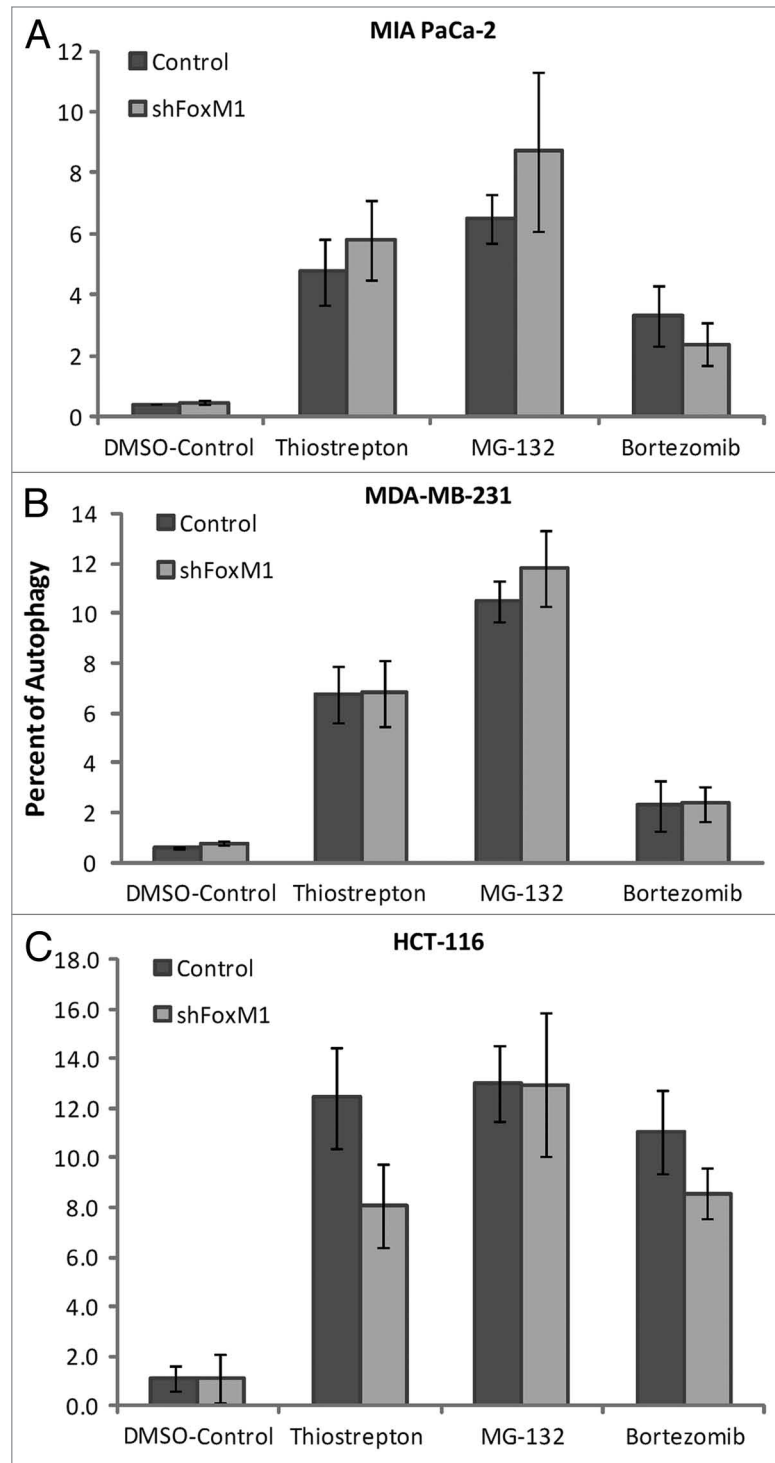 A
MIA PaCa-2
Control
shFoxM1
12
10
8
6
4
2
0
DMSO-Control Thiostrepton MG-132 Bortezomib
B
MDA-MB-231
Control
shFoxM1
Percent of Autophagy
14
12
10
8
6
4
2
0
DMSO-Control Thiostrepton MG-132 Bortezomib
C
HCT-116
Control
shFoxM1
18.0
16.0
14.0
12.0
10.0
8.0
6.0
4.0
2.0
0.0
DMSO-Control Thiostrepton MG-132 Bortezomib